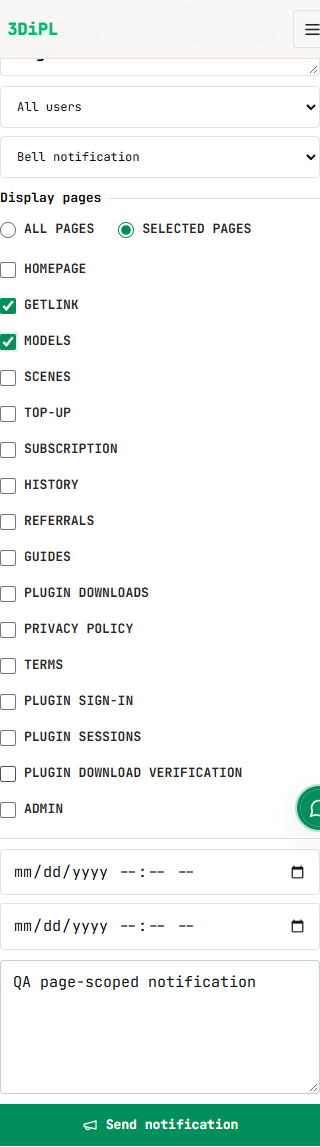 3DiPL
All users
Bell notification
Display pages
ALL PAGES SELECTED PAGES
HOMEPAGE
GETLINK
MODELS
SCENES
TOP-UP
SUBSCRIPTION
HISTORY
REFERRALS
GUIDES
PLUGIN DOWNLOADS
PRIVACY POLICY
TERMS
PLUGIN SIGN-IN
PLUGIN SESSIONS
PLUGIN DOWNLOAD VERIFICATION
ADMIN
mm/dd/yyyy --:-- --
mm/dd/yyyy --:-- --
QA page-scoped notification
Send notification